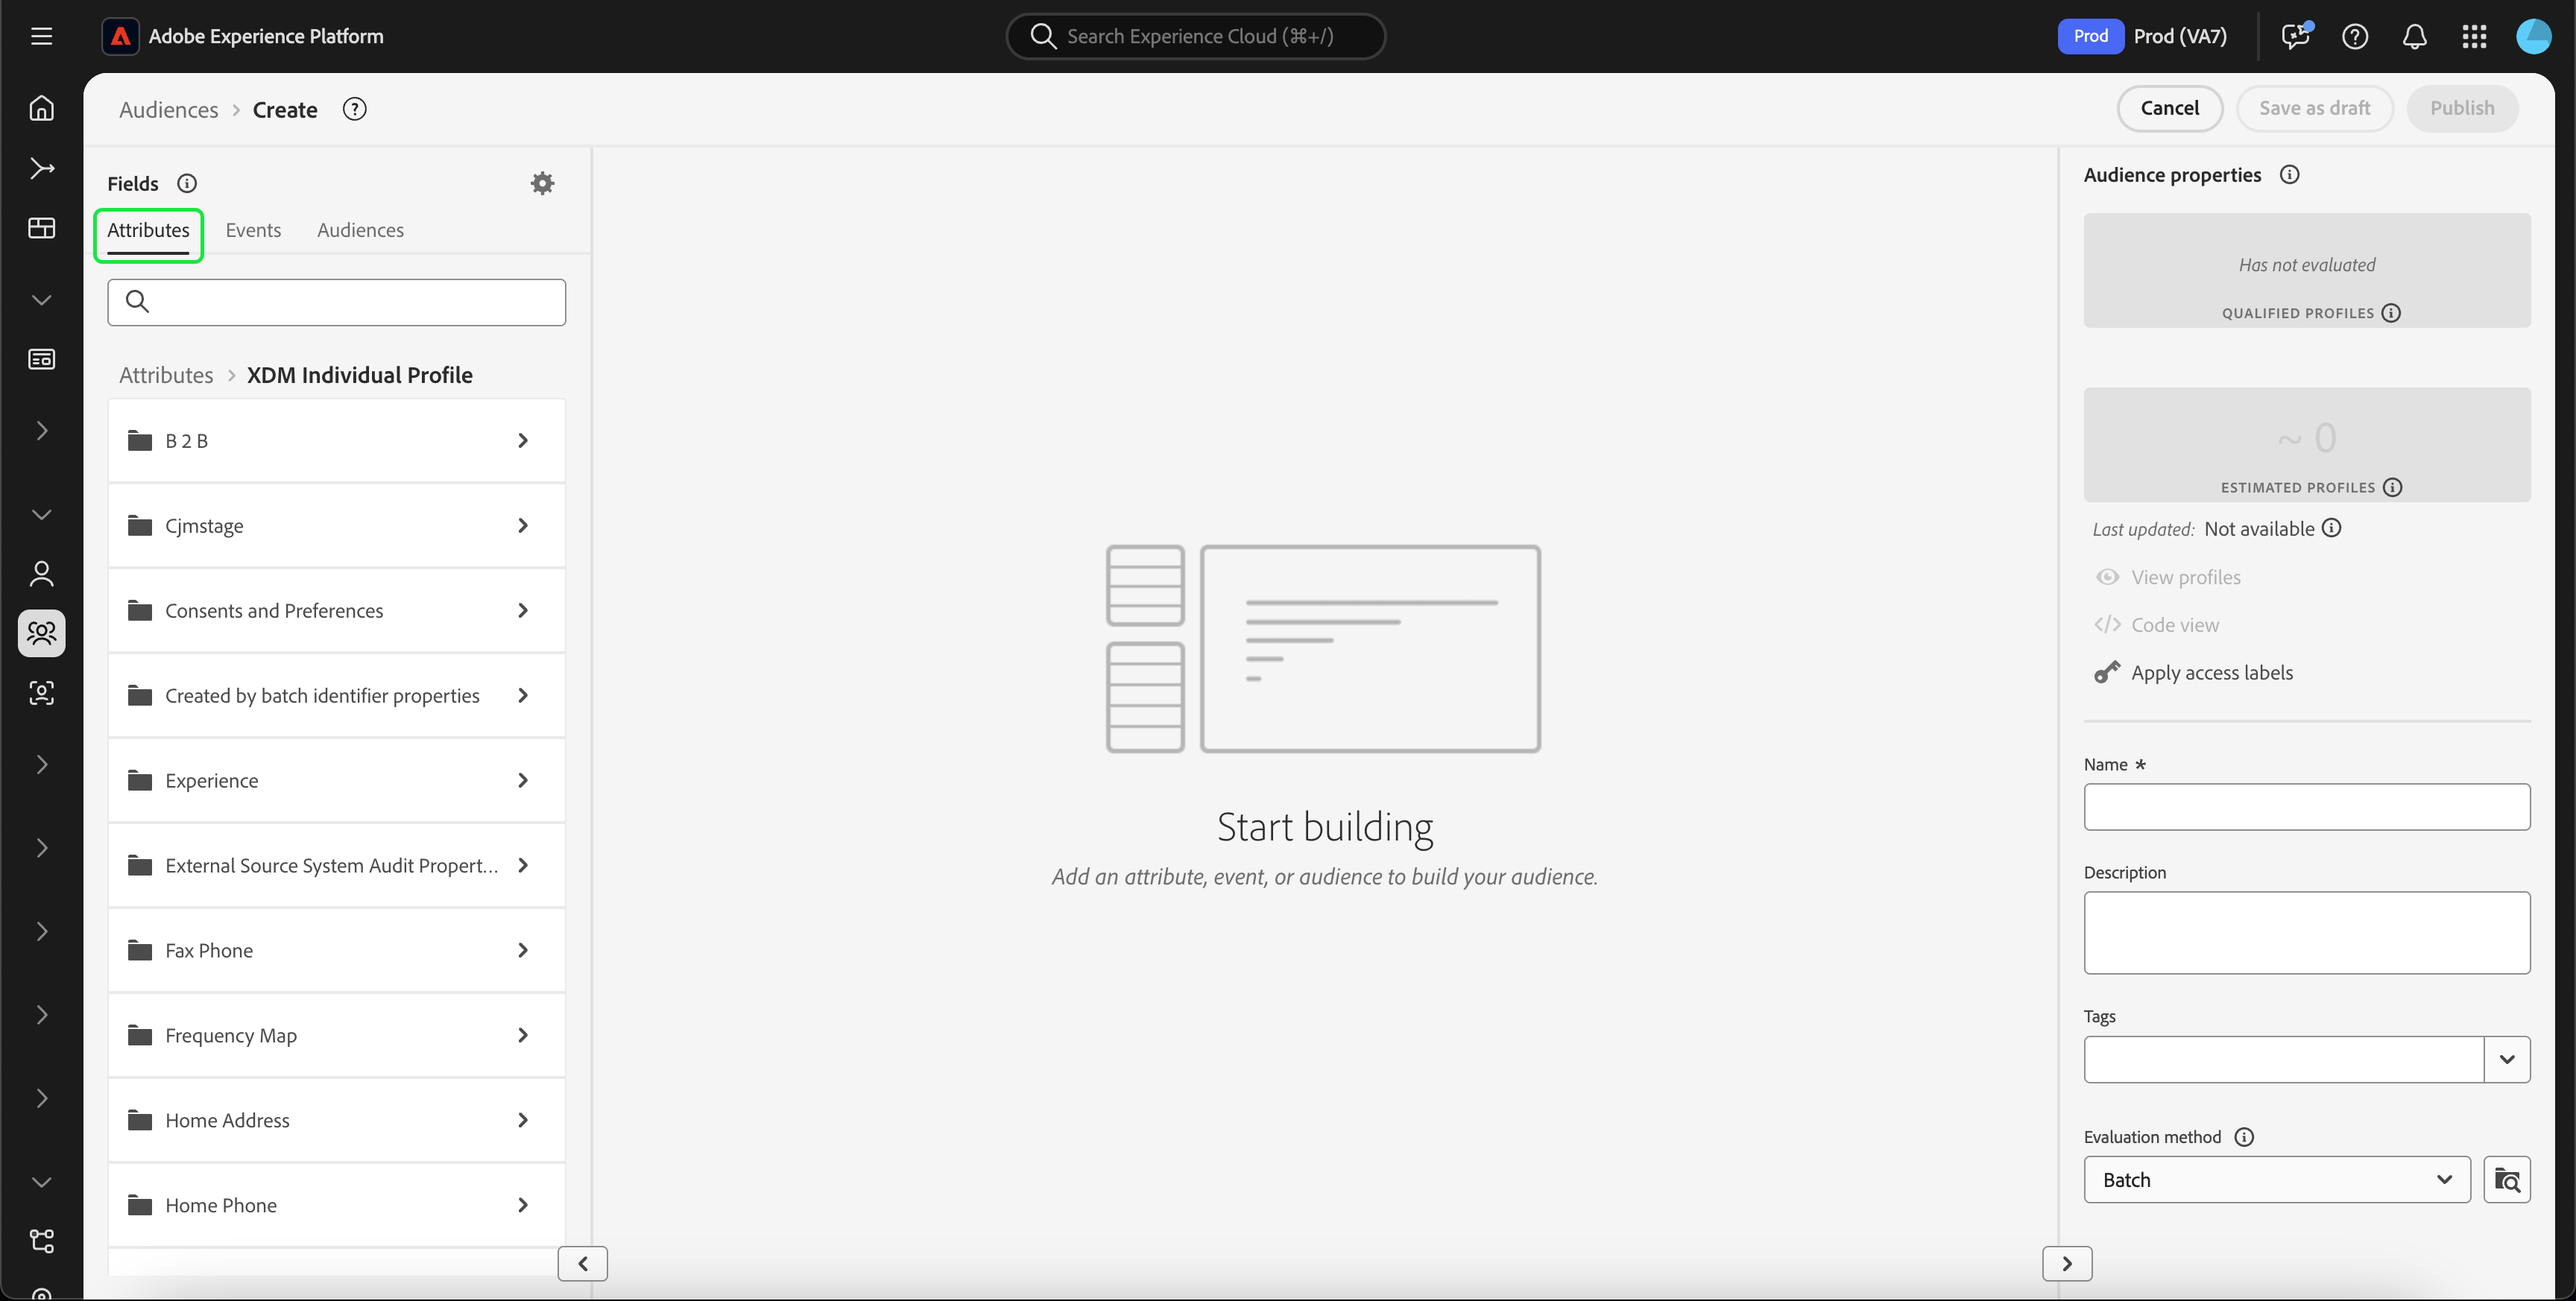 Adobe Experience Platform
Search Experience Cloud (⌘+/)
Prod
Prod (VA7)
Audiences > Create
Cancel
Save as draft
Publish
Fields
Attributes
Events
Audiences
Attributes > XDM Individual Profile
B 2 B
Cjmstage
Consents and Preferences
Created by batch identifier properties
Experience
External Source System Audit Propert...
Fax Phone
Frequency Map
Home Address
Home Phone
Start building
Add an attribute, event, or audience to build your audience.
Audience properties
Has not evaluated
QUALIFIED PROFILES
~ 0
ESTIMATED PROFILES
Last updated: Not available
View profiles
Code view
Apply access labels
Name *
Description
Tags
Evaluation method
Batch